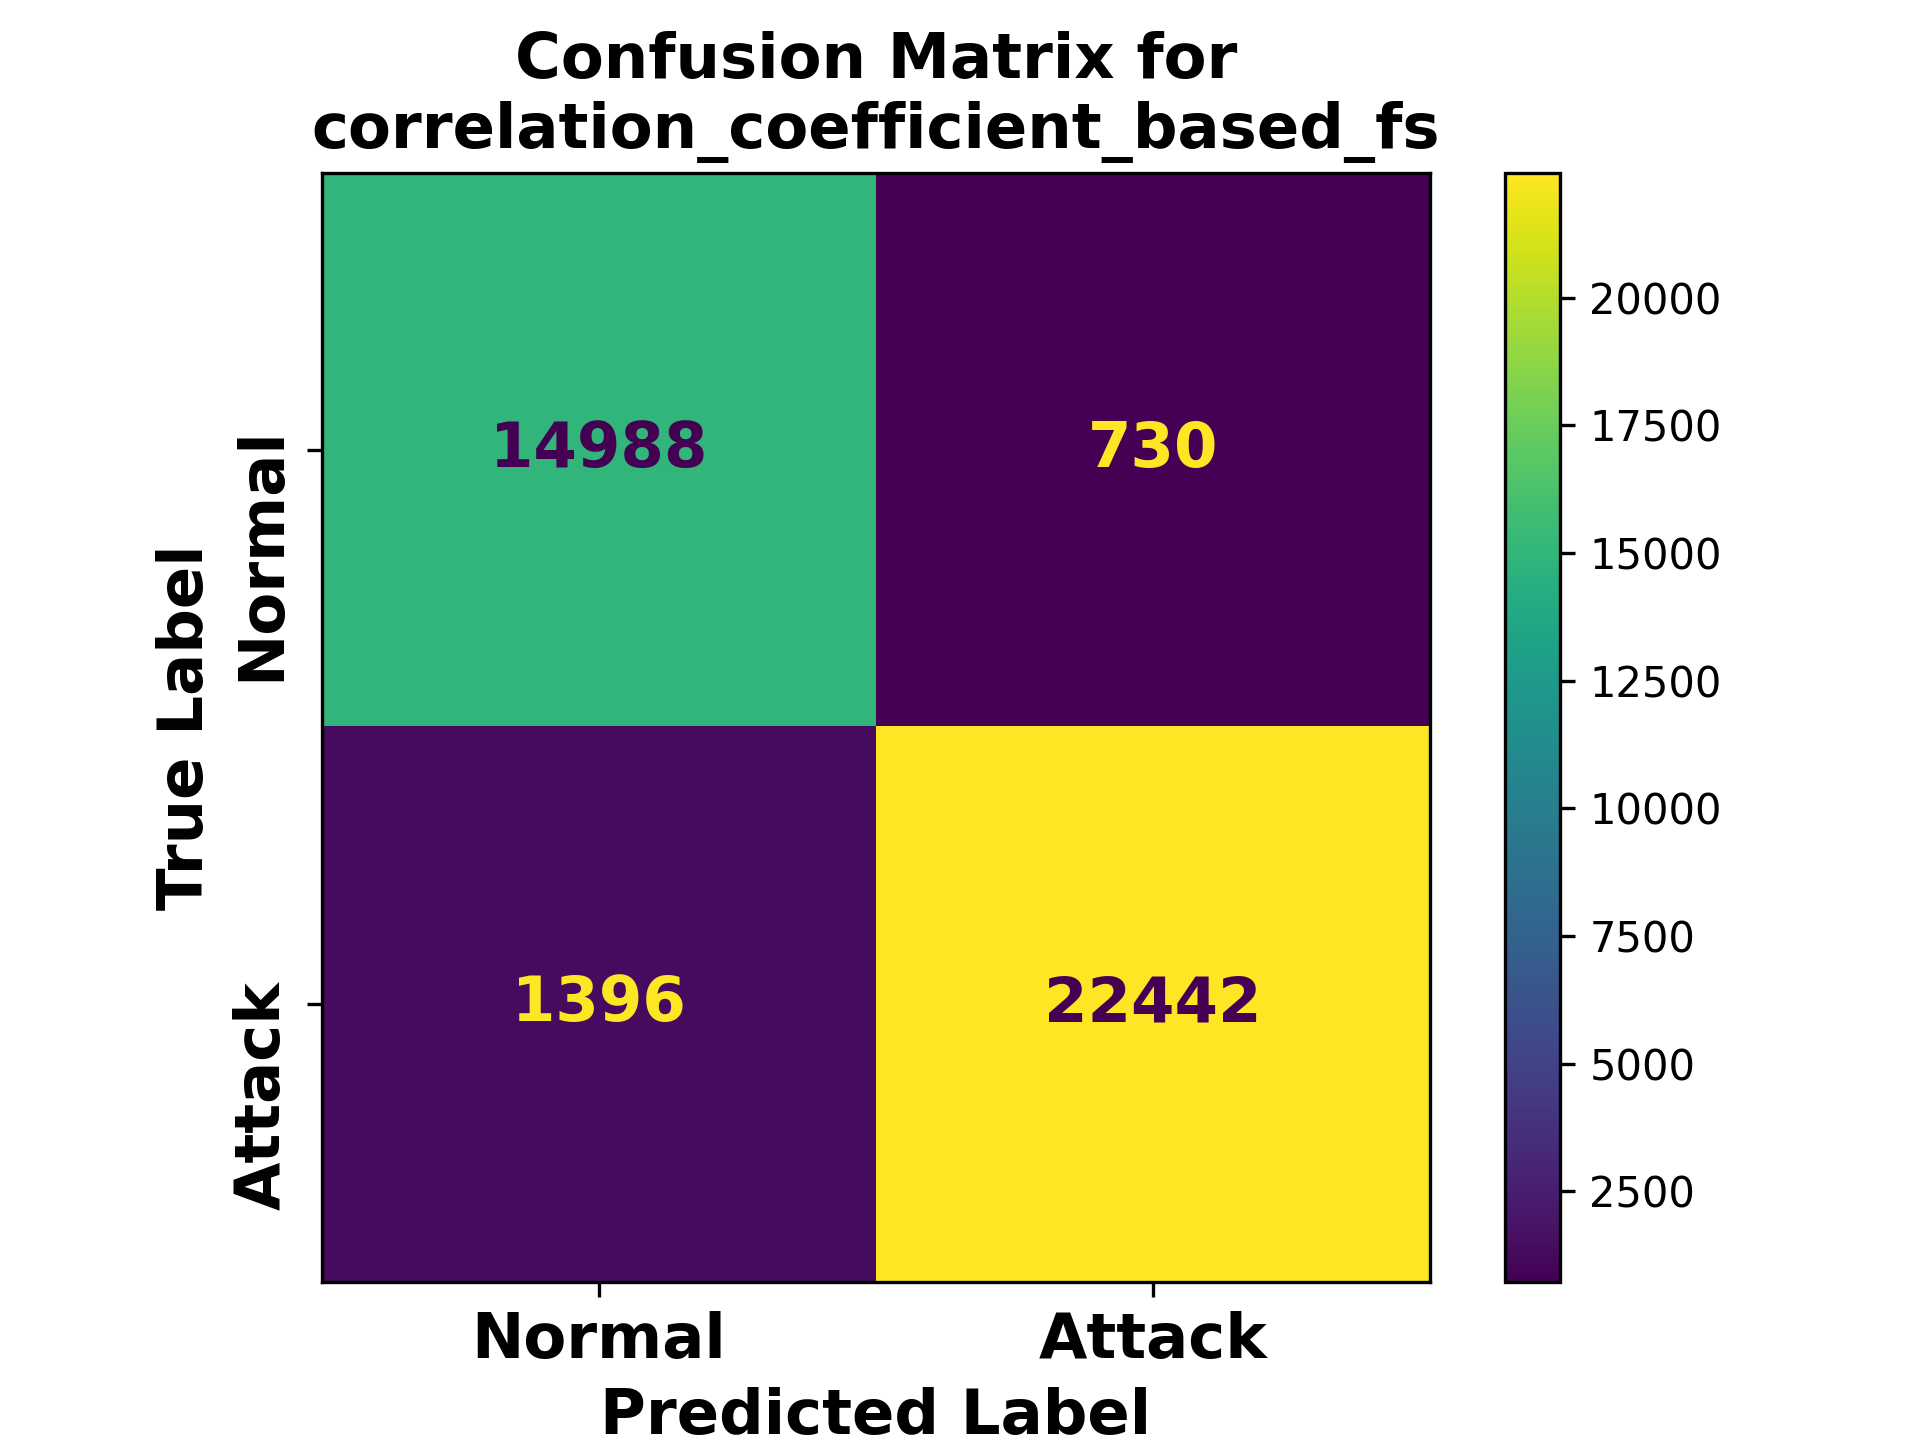 Confusion Matrix for
correlation_coefficient_based_fs
True Label
Normal
Attack
14988
730
1396
22442
Normal
Attack
Predicted Label
20000
17500
15000
12500
10000
7500
5000
2500